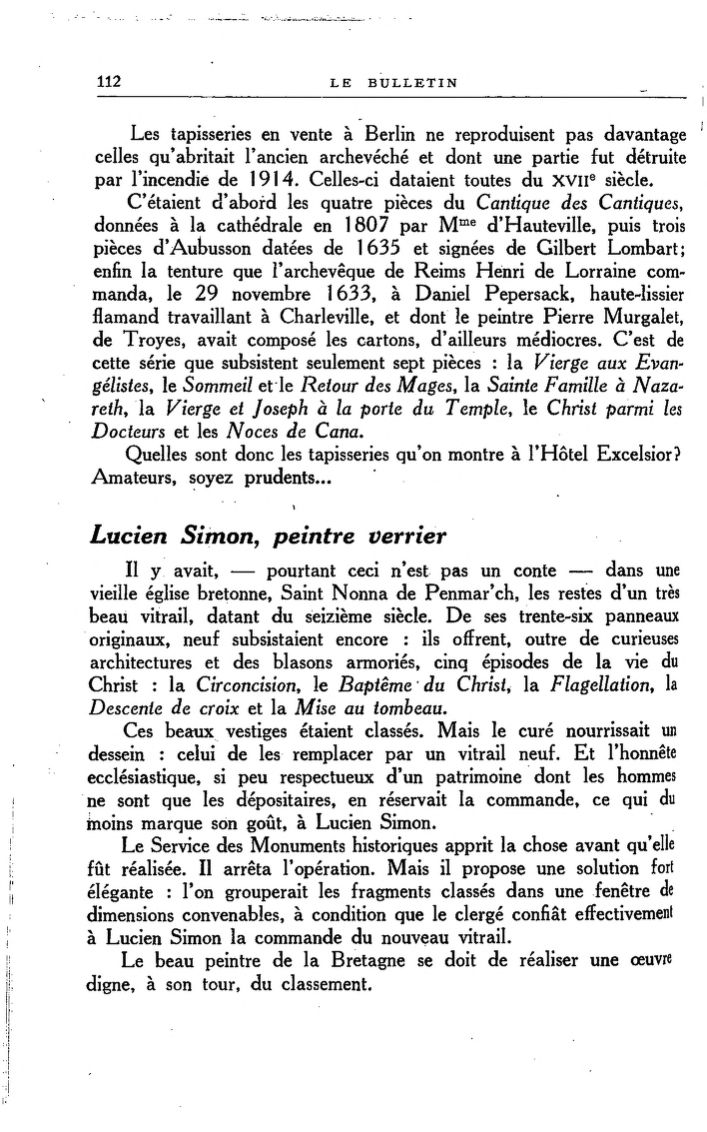 112
LE BULLETIN
Les tapisseries en vente à Berlin ne reproduisent pas davantage
celles qu'abritait l'ancien archevéché et dont une partie fut détruite
par l'incendie de 1914. Celles-ci dataient toutes du XVIIe siècle.
C'étaient d'abord les quatre pièces du Cantique des Cantiques,
données à la cathédrale en 1807 par Mme d'Hauteville, puis trois
pièces d'Aubusson datées de 1635 et signées de Gilbert Lombart;
enfin la tenture que l'archevêque de Reims Henri de Lorraine com-
manda, le 29 novembre 1633, à Daniel Pepersack, haute-lissier
flamand travaillant à Charleville, et dont le peintre Pierre Murgalet,
de Troyes, avait composé les cartons, d'ailleurs médiocres. C'est de
cette série que subsistent seulement sept pièces : la Vierge aux Evan-
gélistes, le Sommeil et le Retour des Mages, la Sainte Famille à Naza-
reth, la Vierge et Joseph à la porte du Temple, le Christ parmi les
Docteurs et les Noces de Cana.
Quelles sont donc les tapisseries qu'on montre à l'Hôtel Excelsior?
Amateurs, soyez prudents...
Lucien Simon, peintre verrier
Il y avait, — pourtant ceci n'est pas un conte — dans une
vieille église bretonne, Saint Nonna de Penmar'ch, les restes d'un très
beau vitrail, datant du seizième siècle. De ses trente-six panneaux
originaux, neuf subsistaient encore : ils offrent, outre de curieuses
architectures et des blasons armoriés, cinq épisodes de la vie du
Christ : la Circoncision, le Baptême du Christ, la Flagellation, la
Descente de croix et la Mise au tombeau.
Ces beaux vestiges étaient classés. Mais le curé nourrissait un
dessein : celui de les remplacer par un vitrail neuf. Et l'honnête
ecclésiastique, si peu respectueux d'un patrimoine dont les hommes
ne sont que les dépositaires, en réservait la commande, ce qui du
moins marque son goût, à Lucien Simon.
Le Service des Monuments historiques apprit la chose avant qu'elle
fût réalisée. Il arrêta l'opération. Mais il propose une solution fort
élégante : l'on grouperait les fragments classés dans une fenêtre de
dimensions convenables, à condition que le clergé confiât effectivement
à Lucien Simon la commande du nouveau vitrail.
Le beau peintre de la Bretagne se doit de réaliser une œuvre
digne, à son tour, du classement.